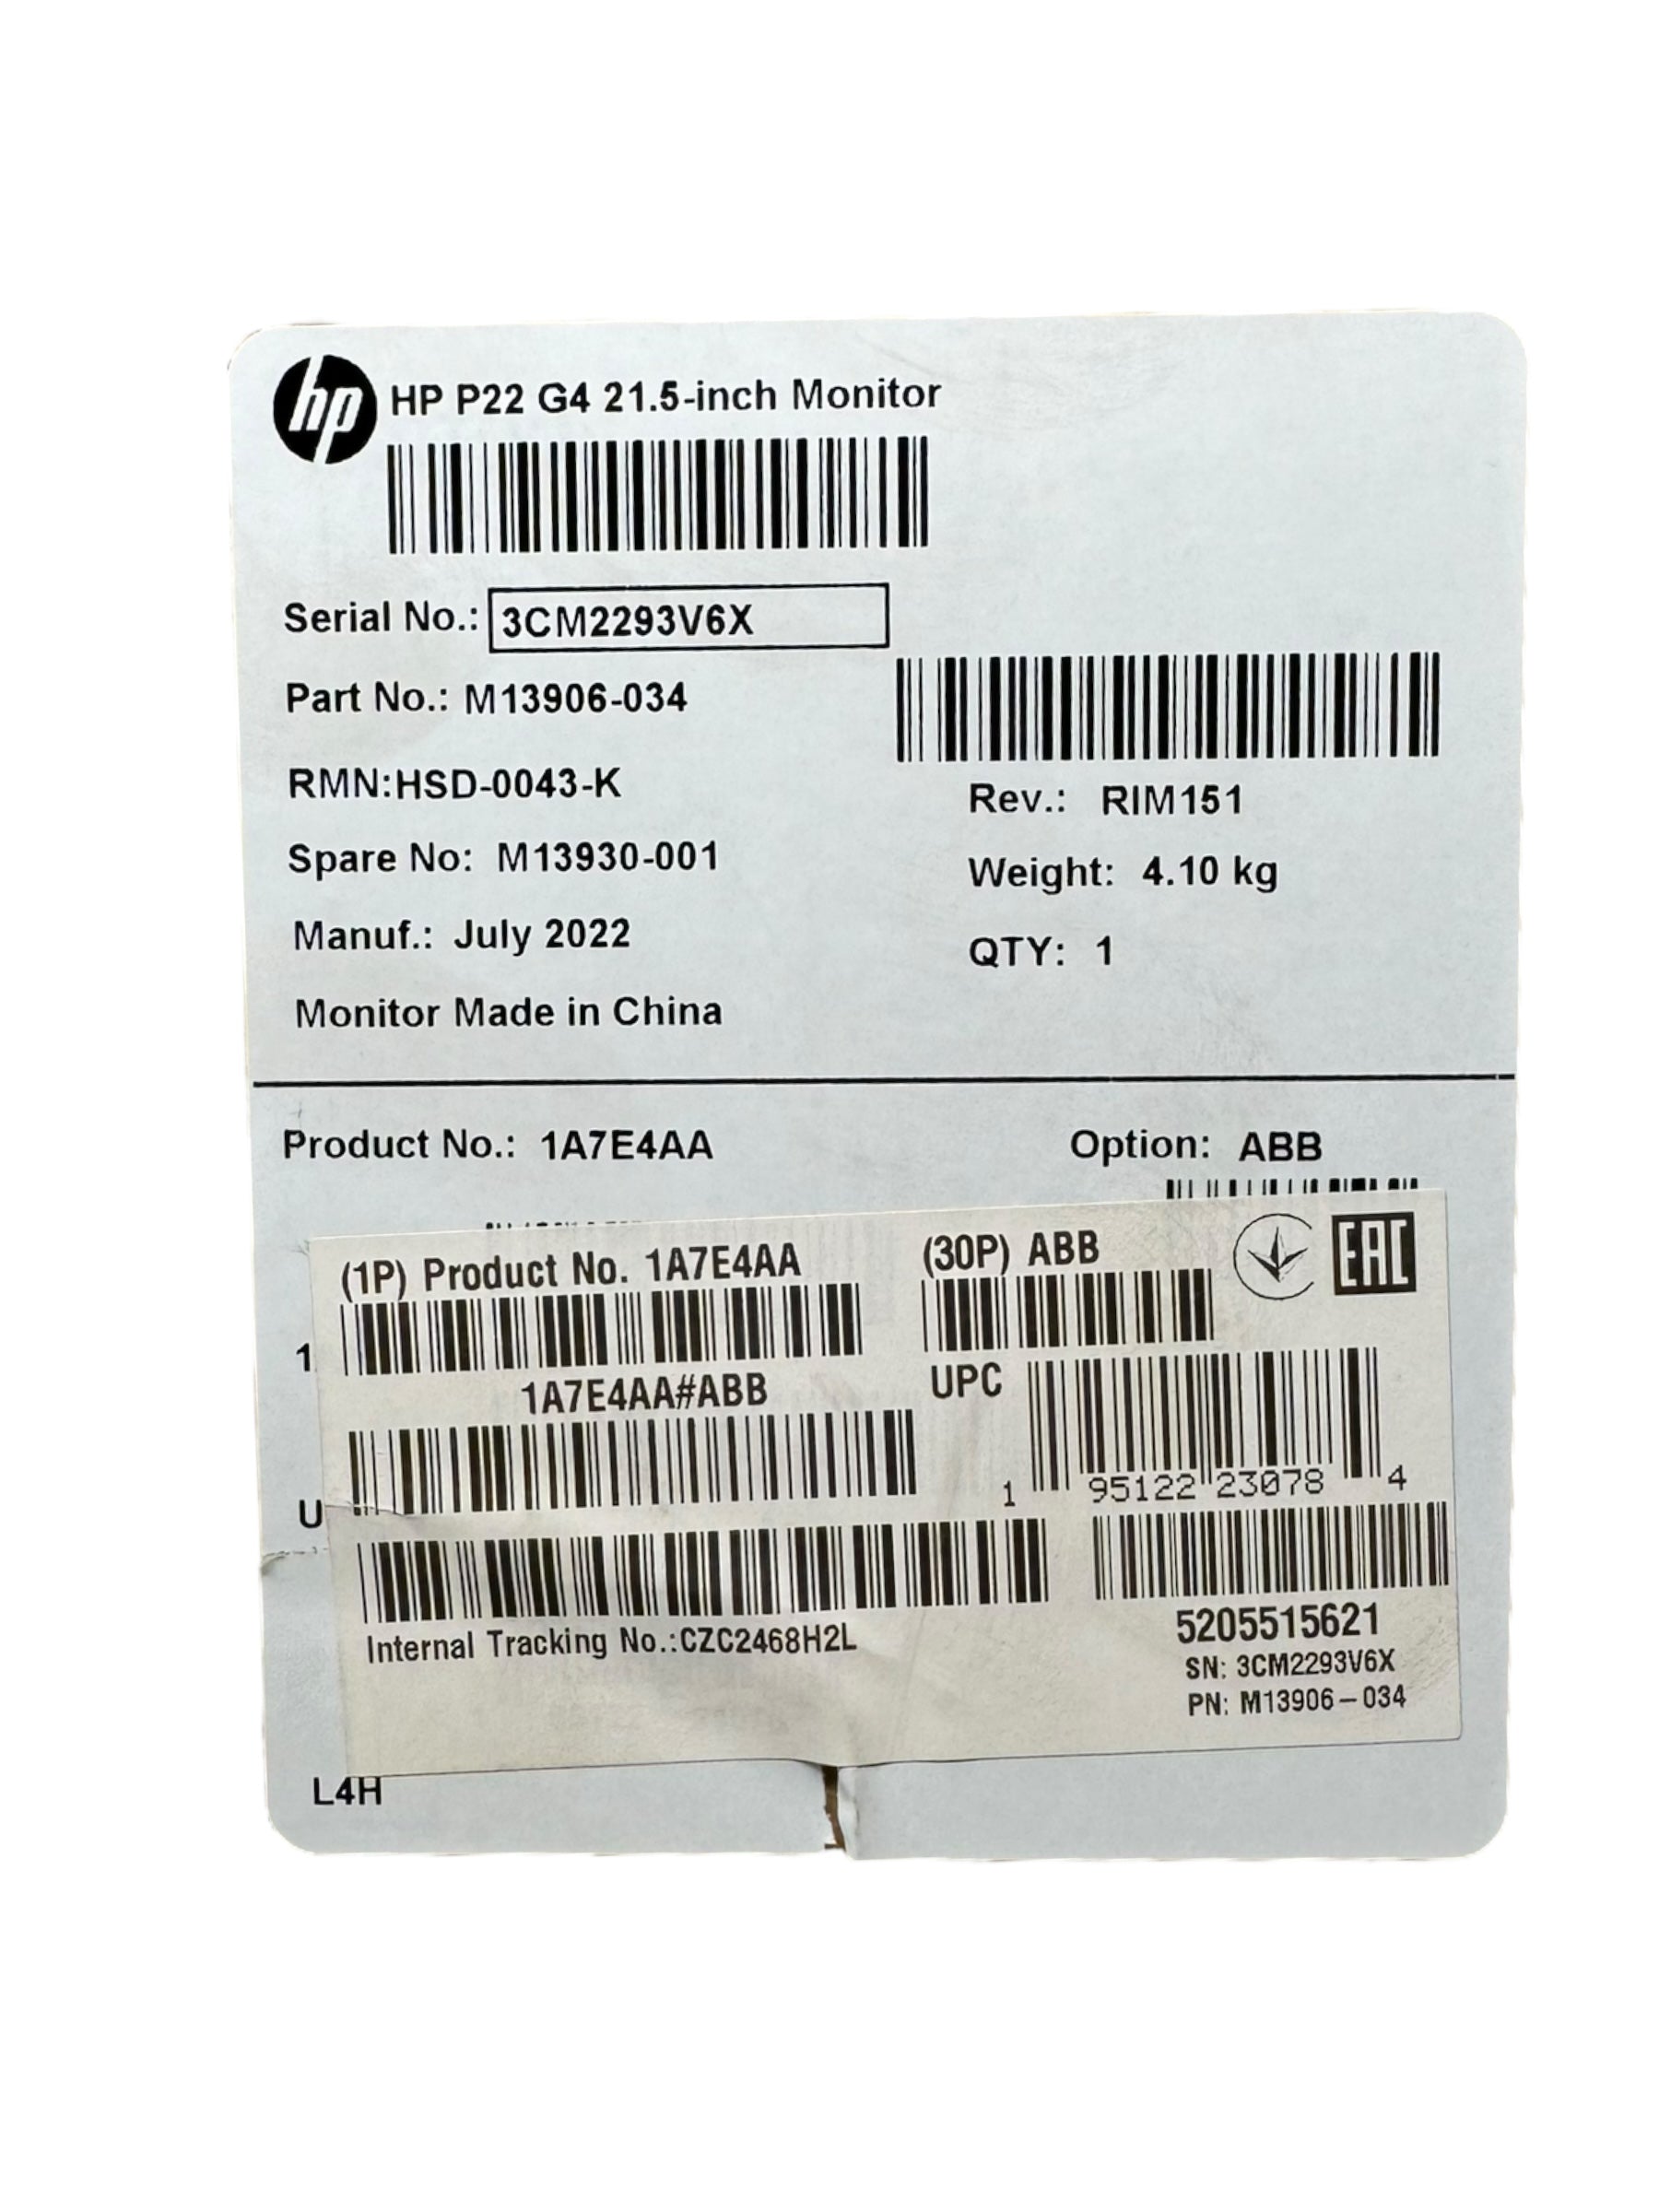 hp HP P22 G4 21.5-inch Monitor
Serial No.: 3CM2293V6X
Part No.: M13906-034
RMN:HSD-0043-K
Rev.: RIM151
Spare No: M13930-001
Weight: 4.10 kg
Manuf.: July 2022
QTY: 1
Monitor Made in China
Product No.: 1A7E4AA Option: ABB
(1P) Product No. 1A7E4AA (30P) ABB
EAC
1
1A7E4AA#ABB
UPC
1 95122 23078 4
U
Internal Tracking No.:CZC2468H2L
5205515621
SN: 3CM2293V6X
PN: M13906-034
L4H